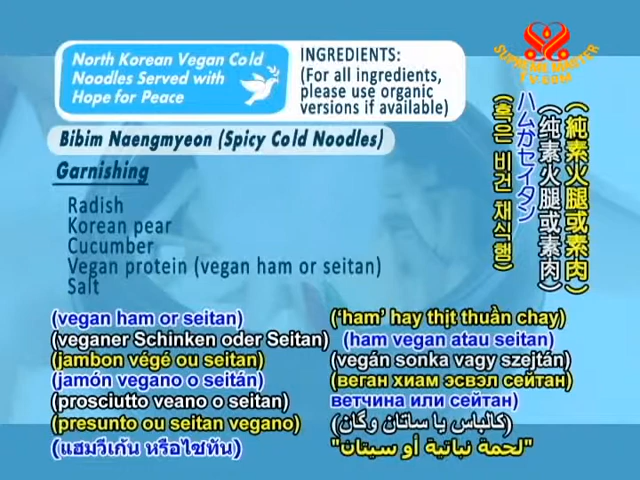 North Korean Vegan Cold
Noodles Served with
Hope for Peace
INGREDIENTS:
(For all ingredients,
please use organic
versions if available)
SUPREME MASTER
TV.COM
Bibim Naengmyeon (Spicy Cold Noodles)
Garnishing
Radish
Korean pear
Cucumber
Vegan protein (vegan ham or seitan)
Salt
(純素火腿或素肉)
(纯素火腿或素肉)
ハムかセイタン
(혹은 비건 채식행)
(vegan ham or seitan)
(veganer Schinken oder Seitan)
(jambon végé ou seitan)
(jamón vegano o seitán)
(prosciutto veano o seitan)
(presunto ou seitan vegano)
(แฮมวีเก้น หรือไซทัน)
('ham' hay thịt thuần chay)
(ham vegan atau seitan)
(vegán sonka vagy szejtán)
(веган хиам эсвэл сейтан)
ветчина или сейтан)
(کالباس یا ساتان وگان)
"لحمة نباتية أو سيتان"